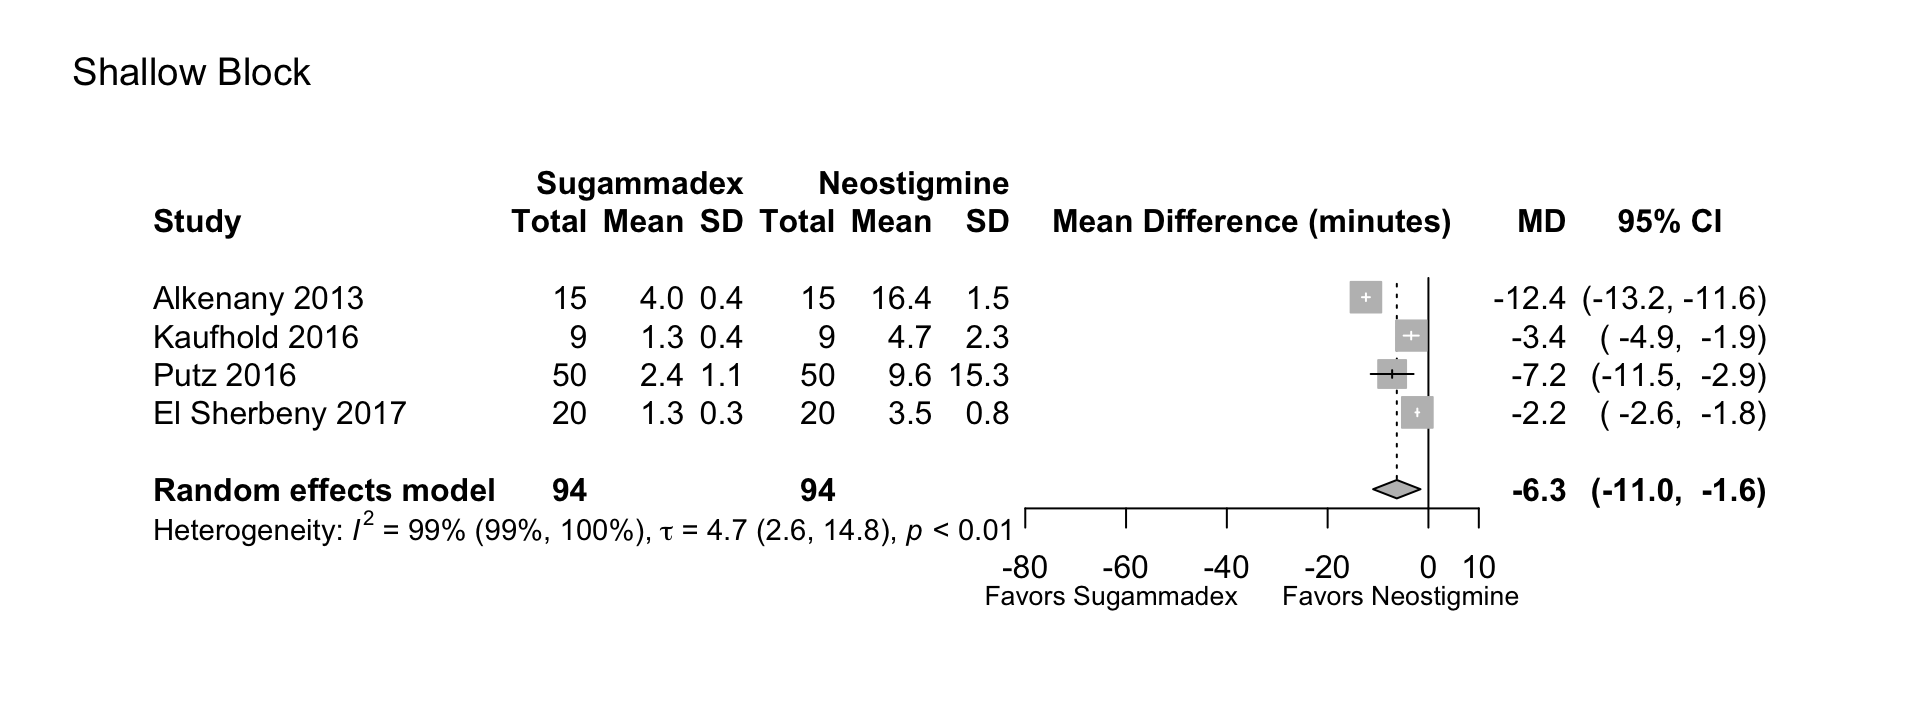 Shallow Block
Sugammadex Neostigmine
Study Total Mean SD Total Mean SD Mean Difference (minutes) MD 95% CI
Alkenany 2013 15 4.0 0.4 15 16.4 1.5 -12.4 (-13.2, -11.6)
Kaufhold 2016 9 1.3 0.4 9 4.7 2.3 -3.4 ( -4.9, -1.9)
Putz 2016 50 2.4 1.1 50 9.6 15.3 -7.2 (-11.5, -2.9)
El Sherbeny 2017 20 1.3 0.3 20 3.5 0.8 -2.2 ( -2.6, -1.8)
Random effects model 94 94 -6.3 (-11.0, -1.6)
Heterogeneity: I² = 99% (99%, 100%), τ = 4.7 (2.6, 14.8), p < 0.01
-80 -60 -40 -20 0 10
Favors Sugammadex Favors Neostigmine